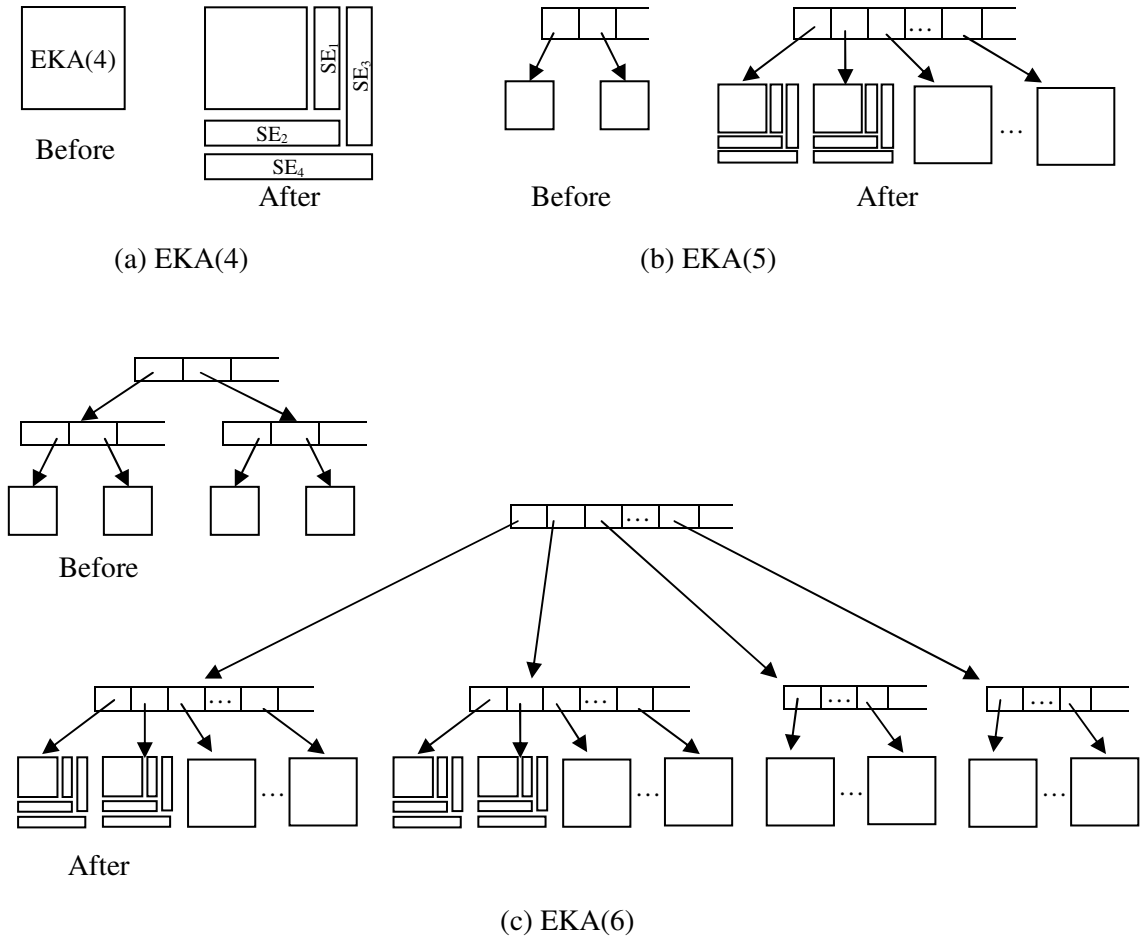 EKA(4)
SE1
SE3
SE2
SE4
Before
After
(a) EKA(4)
...
...
Before
After
(b) EKA(5)
Before
...
...
...
...
...
...
...
...
...
After
(c) EKA(6)